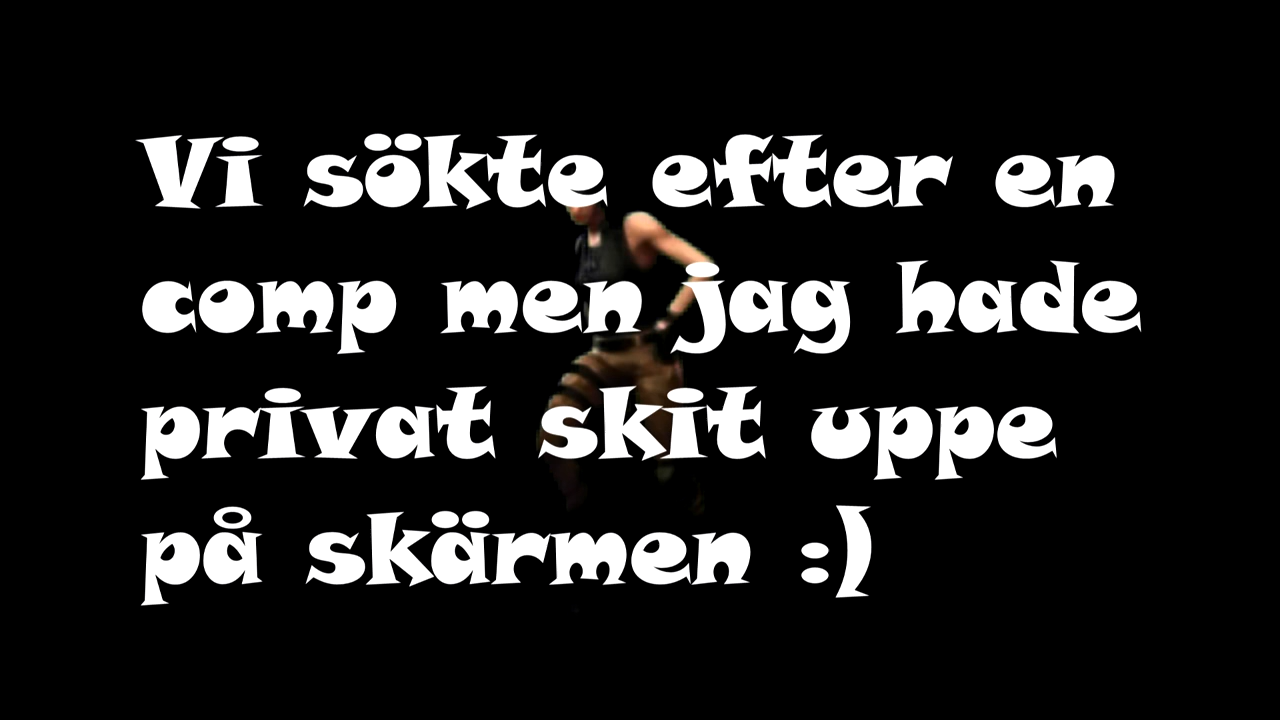 Vi sökte efter en
comp men jag hade
privat skit uppe
på skärmen :)